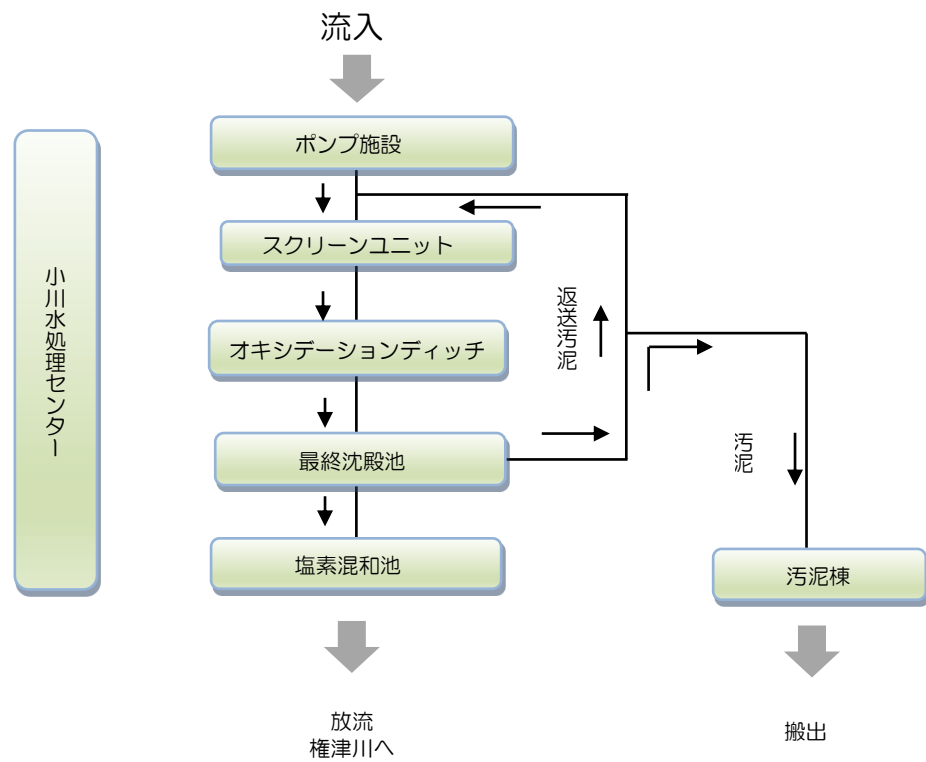 流入
小川水処理センター
ポンプ施設
スクリーンユニット
オキシデーションディッチ
返送汚泥
最終沈殿池
汚泥
塩素混和池
汚泥棟
放流
権津川へ
搬出